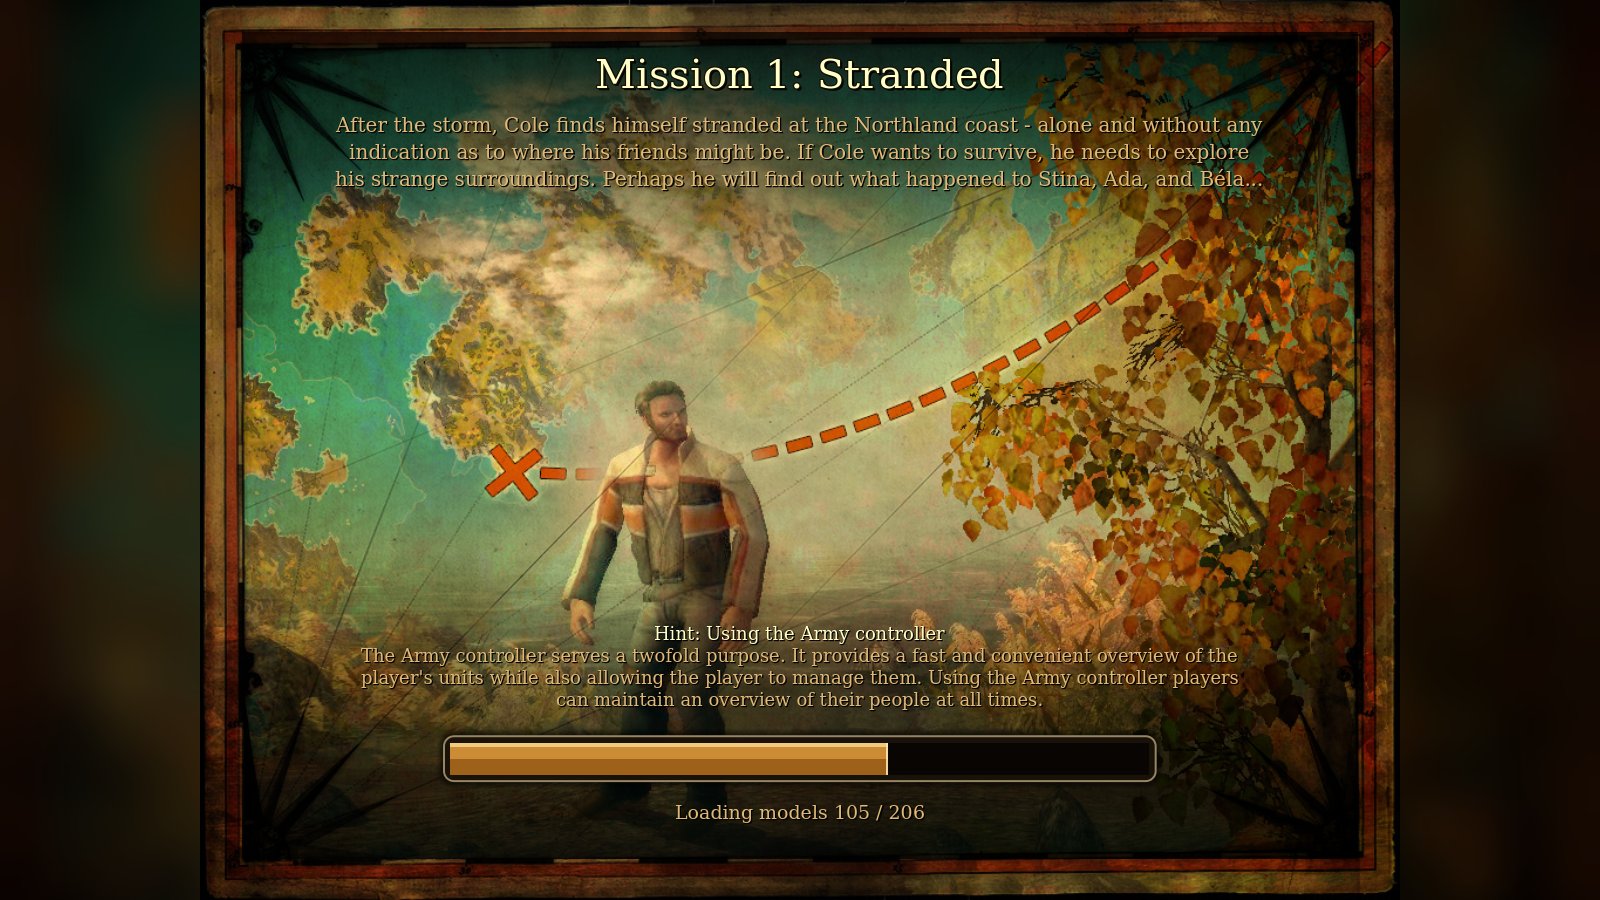 Mission 1: Stranded
After the storm, Cole finds himself stranded at the Northland coast - alone and without any
indication as to where his friends might be. If Cole wants to survive, he needs to explore
his strange surroundings. Perhaps he will find out what happened to Stina, Ada, and Béla...
Hint: Using the Army controller
The Army controller serves a twofold purpose. It provides a fast and convenient overview of the
player's units while also allowing the player to manage them. Using the Army controller players
can maintain an overview of their people at all times.
Loading models 105 / 206